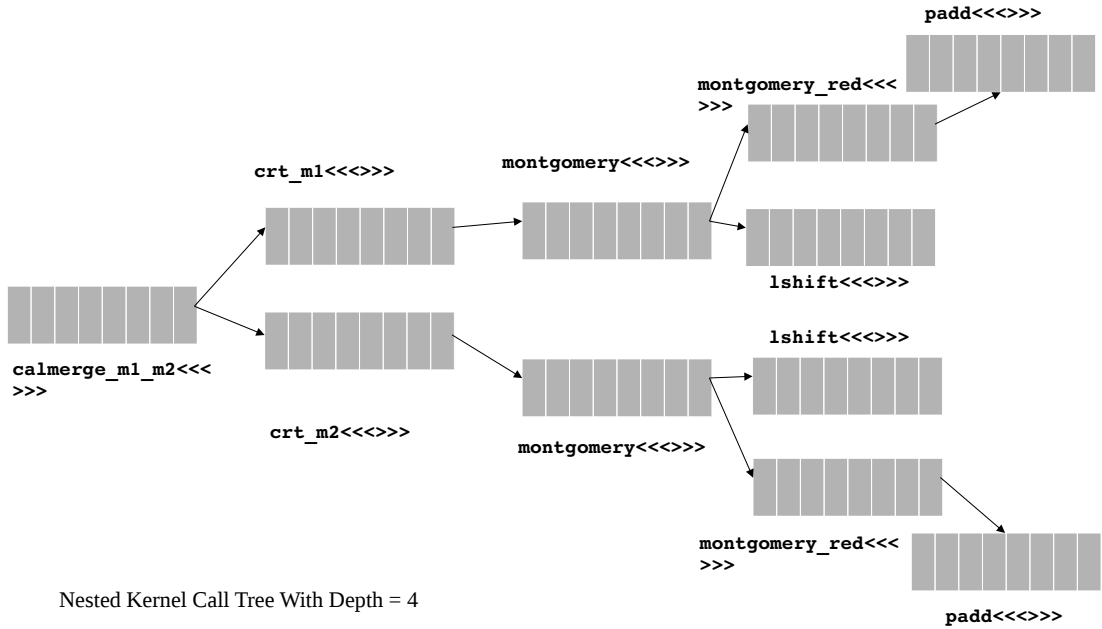 padd<<<>>>
montgomery_red<<<
>>>
montgomery<<<>>>
crt_m1<<<>>>
lshift<<<>>>
lshift<<<>>>
calmerge_m1_m2<<<
>>>
crt_m2<<<>>>
montgomery<<<>>>
montgomery_red<<<
>>>
Nested Kernel Call Tree With Depth = 4
padd<<<>>>